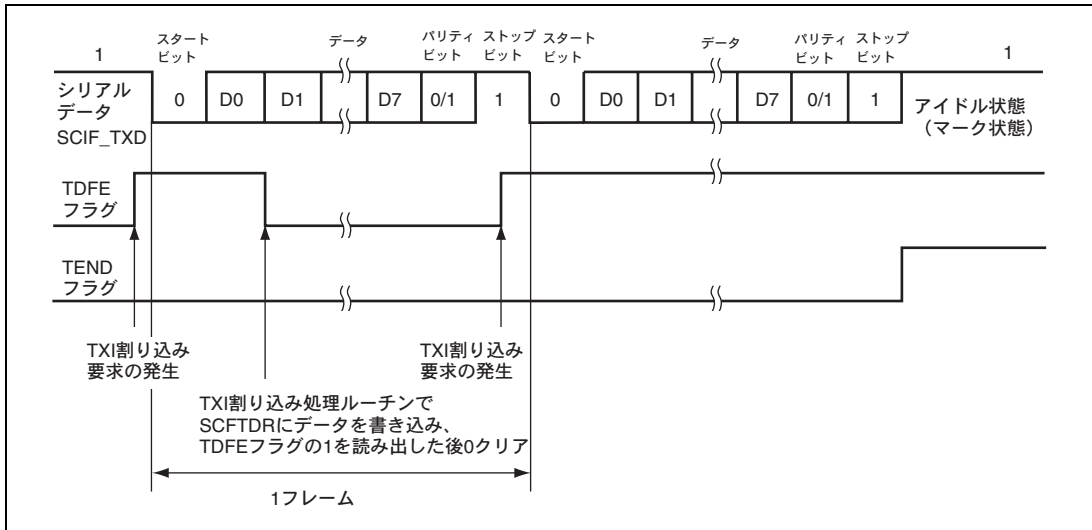 スタート データ パリティ ストップ スタート データ パリティ ストップ
1 ビット ビット ビット ビット ビット ビット 1
シリアル
データ
SCIF_TXD
0 D0 D1 D7 0/1 1 0 D0 D1 D7 0/1 1
アイドル状態
（マーク状態）
TDFE
フラグ
TEND
フラグ
TXI割り込み
要求の発生
TXI割り込み
要求の発生
TXI割り込み処理ルーチンで
SCFTDRにデータを書き込み、
TDFEフラグの1を読み出した後0クリア
1フレーム